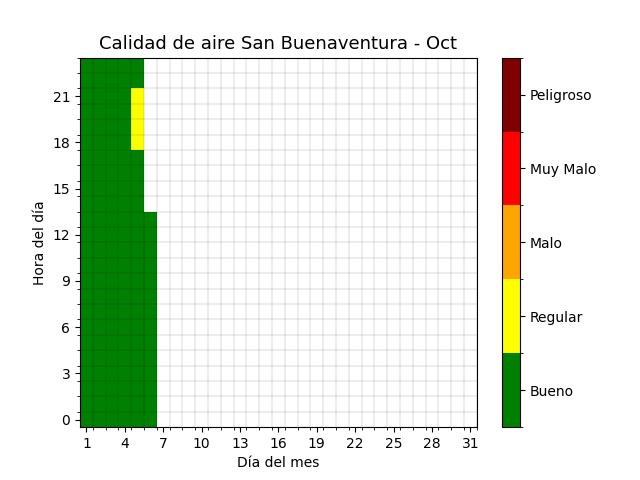 Calidad de aire San Buenaventura - Oct
Hora del día
21
18
15
12
9
6
3
0
1 4 7 10 13 16 19 22 25 28 31
Día del mes
Peligroso
Muy Malo
Malo
Regular
Bueno